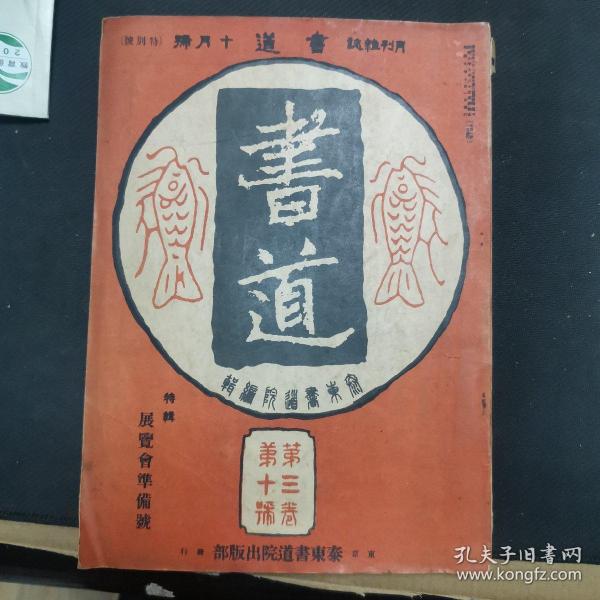 月刊雜誌 書道 十月號 (特別號)
書道
泰東書道院編輯
特輯
展覽會準備號
第三卷
第十號
東京 泰東書道院出版部 發行
孔夫子旧书网
www.kongfz.com
20